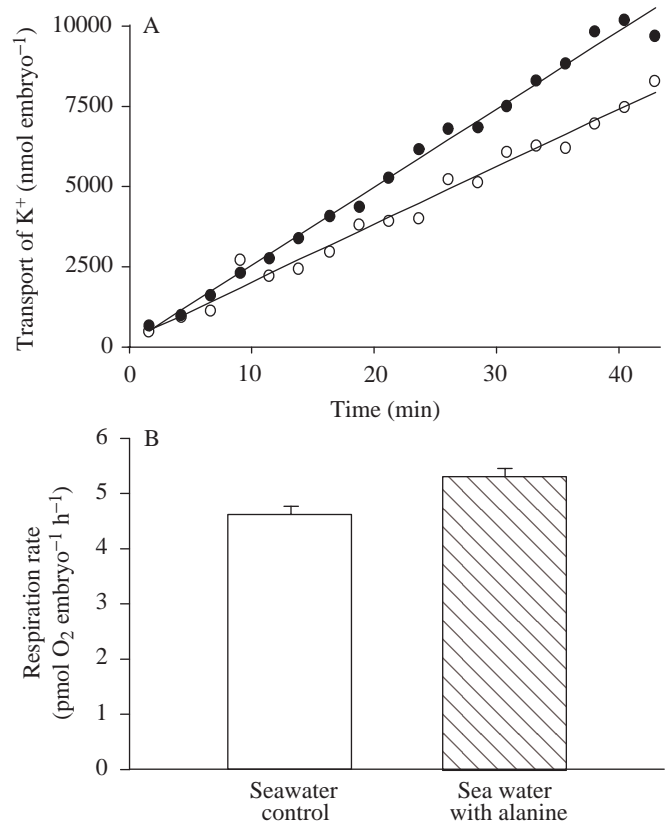 A
10000
7500
5000
2500
0
Transport of K⁺ (nmol embryo⁻¹)
0 10 20 30 40
Time (min)
B
6
5
4
3
2
1
0
Respiration rate
(pmol O₂ embryo⁻¹ h⁻¹)
Seawater
control
Sea water
with alanine